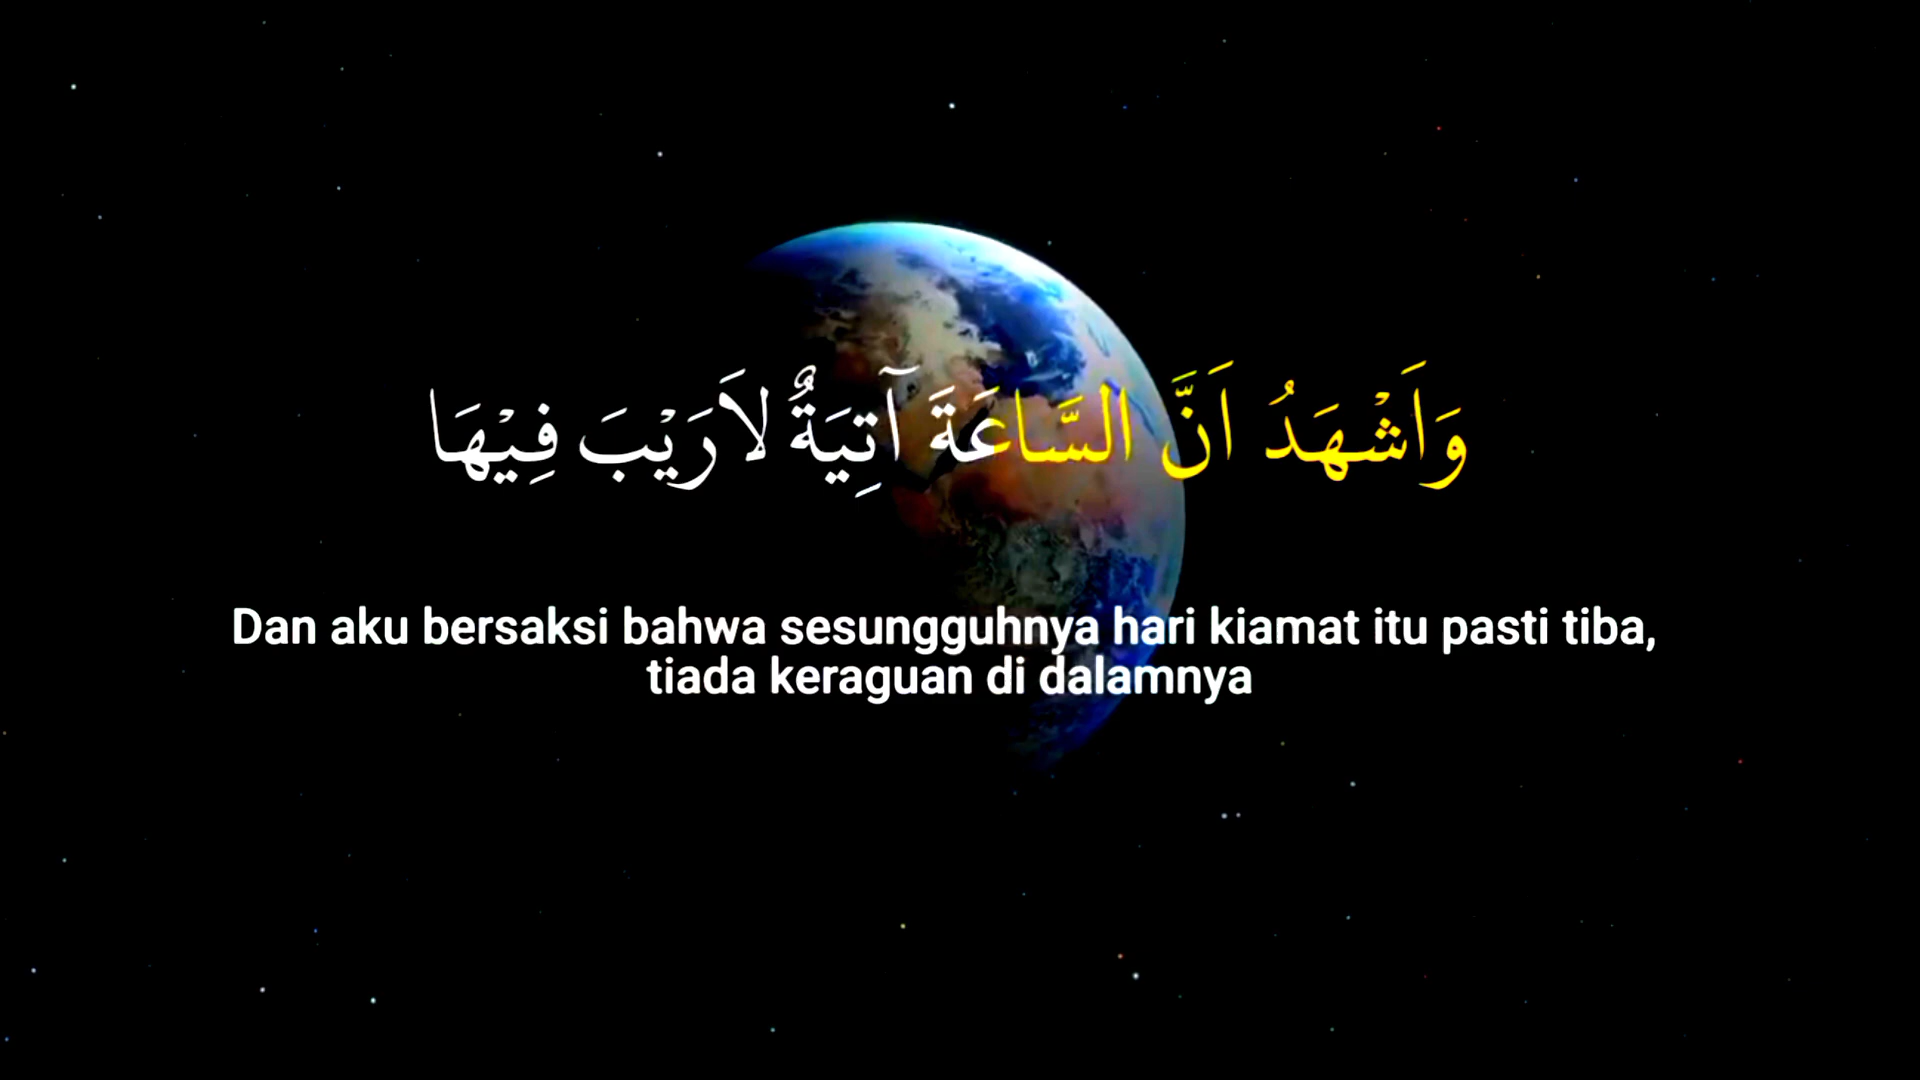 وَاَشْهَدُ اَنَّ السَّاعَةَ آتِيَةٌ لاَرَيْبَ فِيْهَا
Dan aku bersaksi bahwa sesungguhnya hari kiamat itu pasti tiba,
tiada keraguan di dalamnya